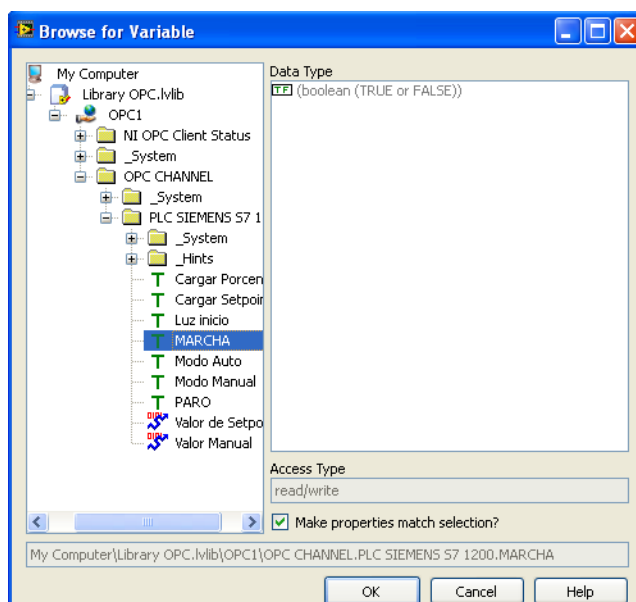 Browse for Variable
My Computer
Library OPC.lvlib
OPC1
NI OPC Client Status
_System
OPC CHANNEL
_System
PLC SIEMENS S7 1
_System
_Hints
Cargar Porcen
Cargar Setpoir
Luz inicio
MARCHA
Modo Auto
Modo Manual
PARO
Valor de Setpo
Valor Manual
Data Type
TF (boolean (TRUE or FALSE))
Access Type
read/write
Make properties match selection?
My Computer\Library OPC.lvlib\OPC1\OPC CHANNEL.PLC SIEMENS S7 1200.MARCHA
OK Cancel Help